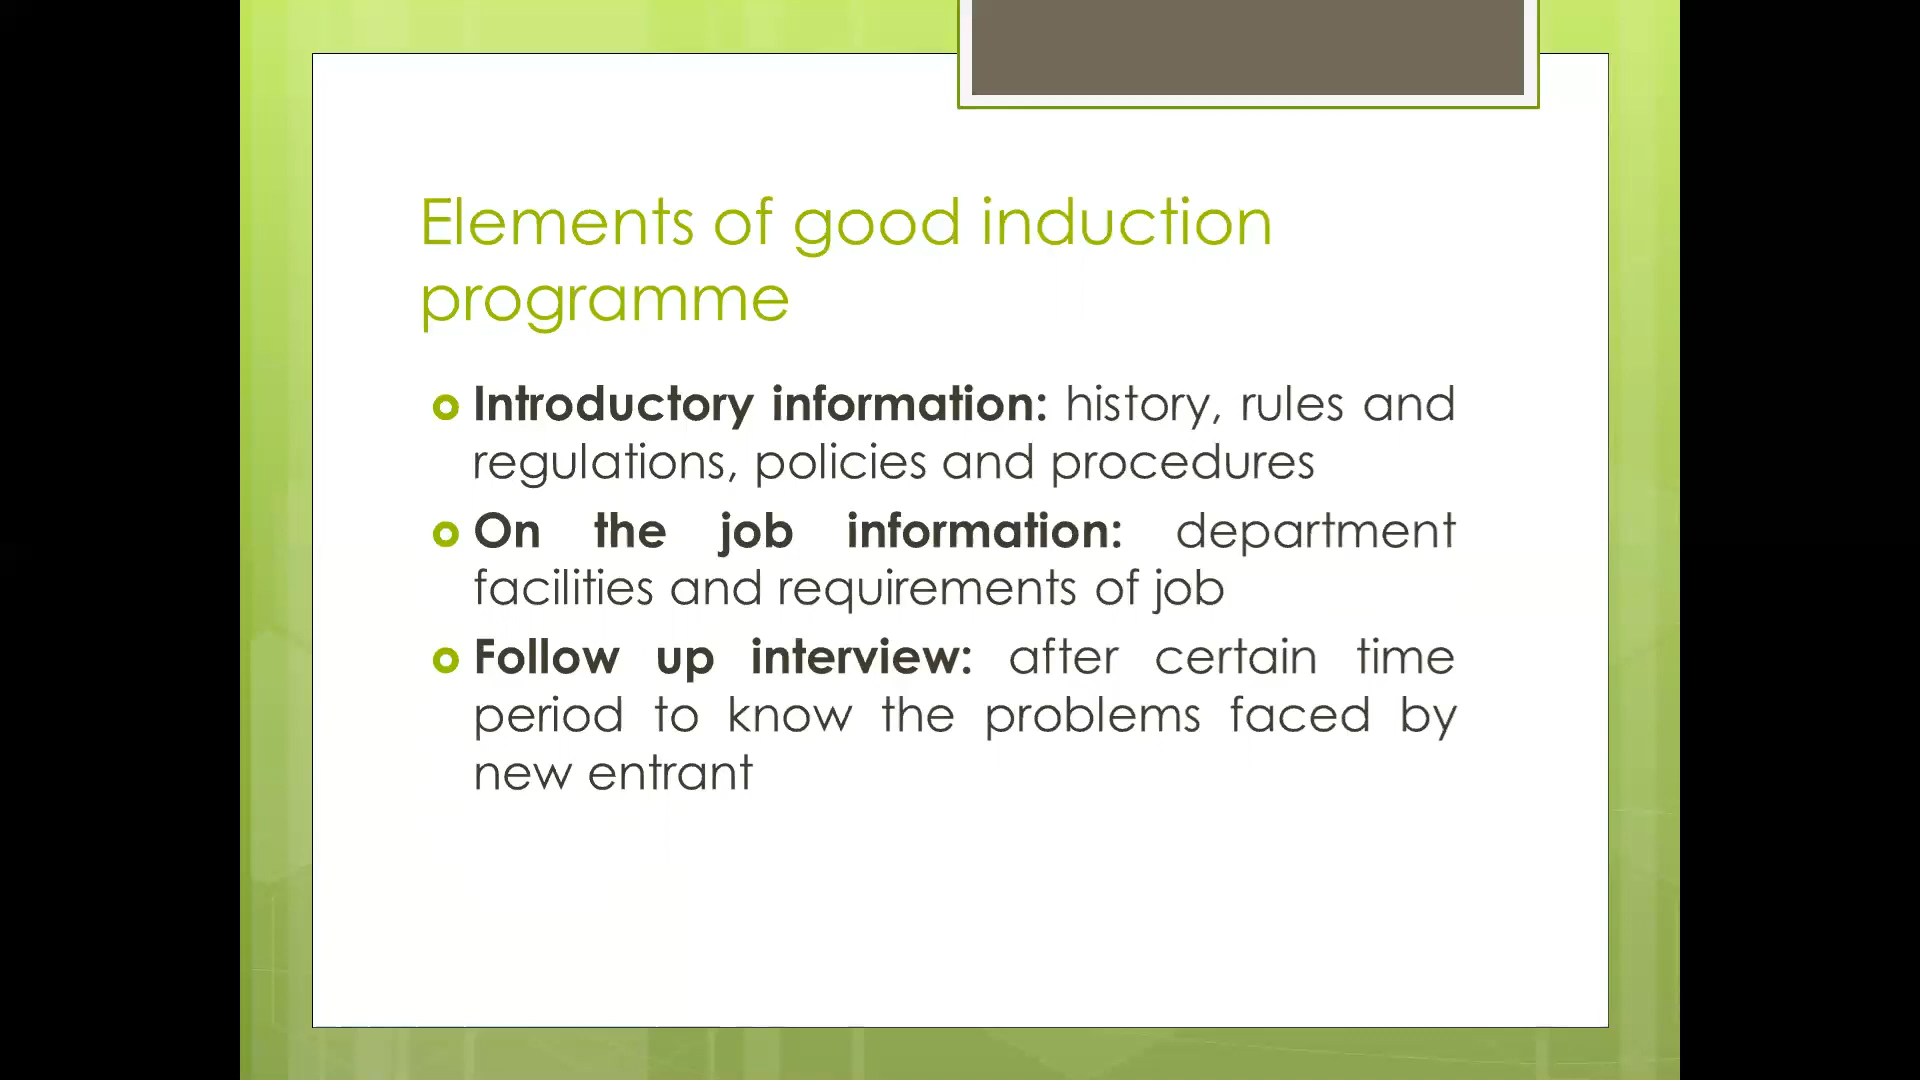 Elements of good induction
programme
Introductory information: history, rules and
regulations, policies and procedures
On the job information: department
facilities and requirements of job
Follow up interview: after certain time
period to know the problems faced by
new entrant